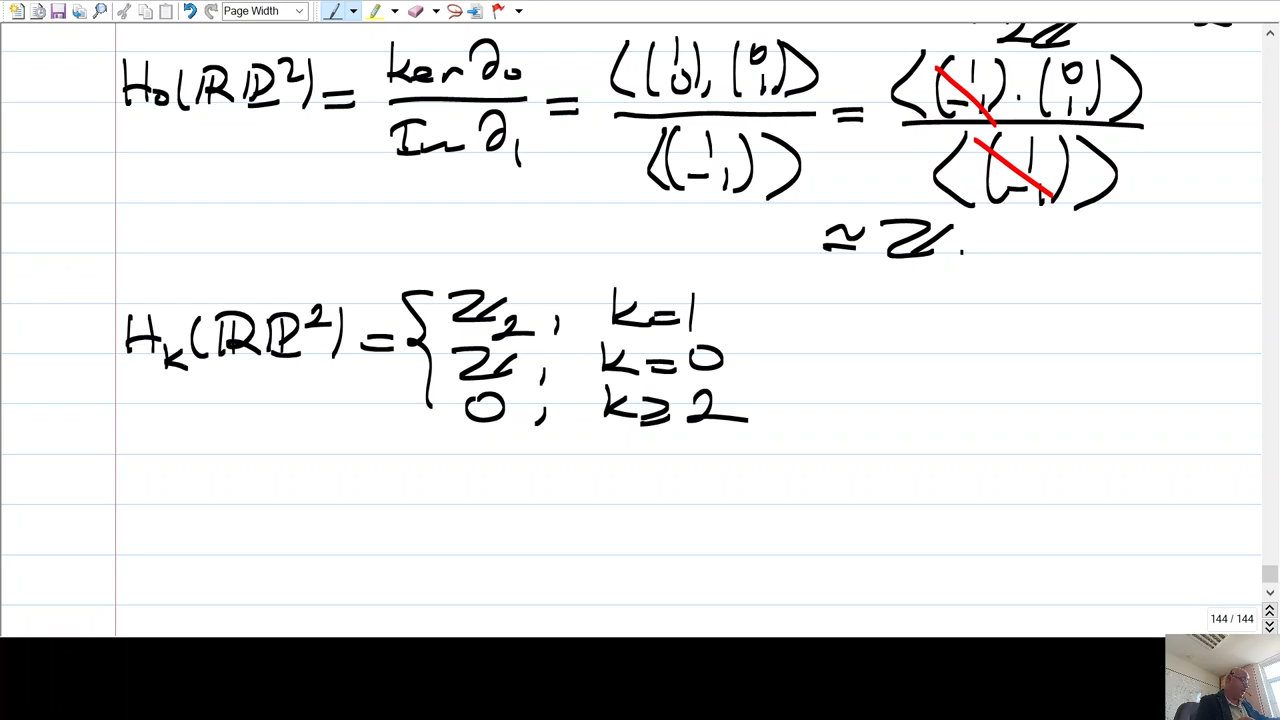 Page Width
H₀(ℝℙ²) = ker ∂₀ / Im ∂₁ = ⟨(1 0), (0 1)⟩ / ⟨(1 -1)⟩ = ⟨(1 -1), (0 1)⟩ / ⟨(1 -1)⟩
≈ ℤ.
Hₖ(ℝℙ²) = { ℤ₂, k=1
ℤ, k=0
0, k≥2
144 / 144